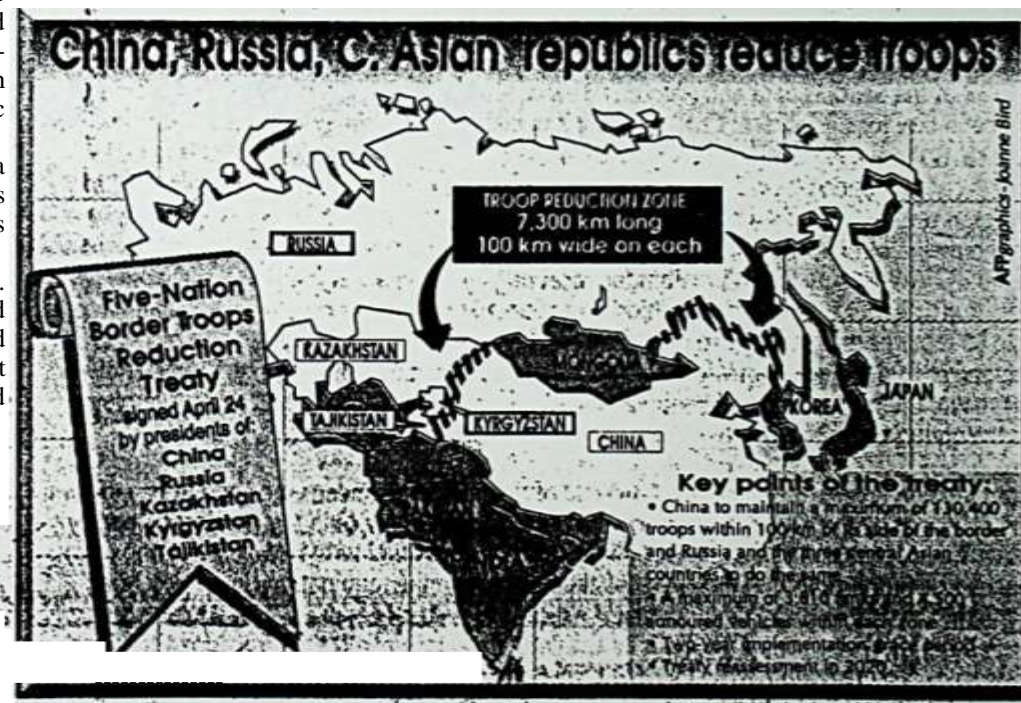 China, Russia, C. Asian republics reduce troops
AFPgraphics - Joanne Bird
TROOP REDUCTION ZONE
7,300 km long
100 km wide on each
RUSSIA
Five-Nation
Border Troops
Reduction
Treaty
signed April 24
by presidents of:
China
Russia
Kazakhstan
Kyrgyzstan
Tajikistan
KAZAKHSTAN
TAJIKISTAN
KYRGYZSTAN
CHINA
KOREA
JAPAN
Key points of the treaty:
• China to maintain a maximum of 130,400
troops within 100 km of its side of the border
and Russia and the three central Asian
countries to do the same
• A maximum of
armoured vehicles within each zone
• Two-year implementation period
• Treaty reassessment in 2020